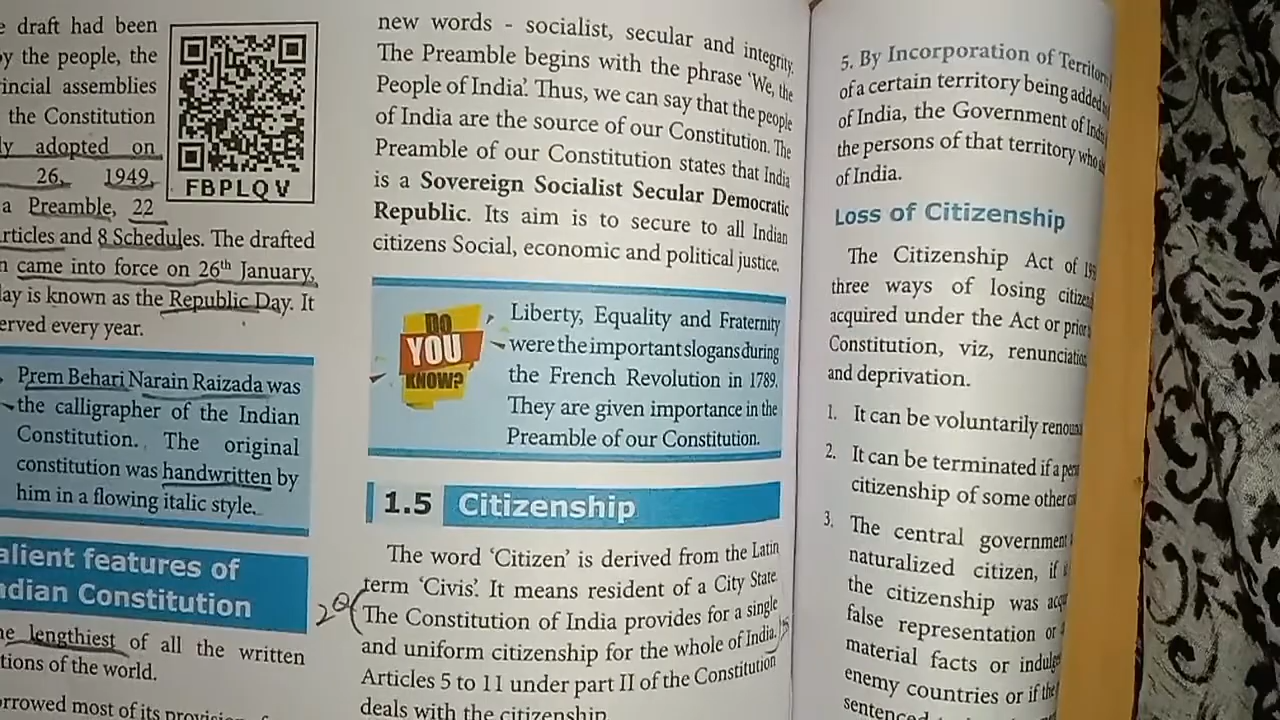 e draft had been
by the people, the
incial assemblies
the Constitution
ly adopted on
26, 1949,
a Preamble, 22
rticles and 8 Schedules. The drafted
n came into force on 26th January,
lay is known as the Republic Day. It
erved every year.
FBPLQV
Prem Behari Narain Raizada was
the calligrapher of the Indian
Constitution. The original
constitution was handwritten by
him in a flowing italic style.
alient features of
ndian Constitution
he lengthiest of all the written
tions of the world.
rrowed most of its
new words - socialist, secular and integrity.
The Preamble begins with the phrase 'We, the
People of India'. Thus, we can say that the people
of India are the source of our Constitution. The
Preamble of our Constitution states that India
is a Sovereign Socialist Secular Democratic
Republic. Its aim is to secure to all Indian
citizens Social, economic and political justice.
DO
YOU
KNOW?
Liberty, Equality and Fraternity
were the important slogans during
the French Revolution in 1789.
They are given importance in the
Preamble of our Constitution.
1.5 Citizenship
The word 'Citizen' is derived from the Latin
term 'Civis'. It means resident of a City State.
The Constitution of India provides for a single
and uniform citizenship for the whole of India.
Articles 5 to 11 under part II of the Constitution
deals with the citizenship
5. By Incorporation of Territory
of a certain territory being added
of India, the Government of India
the persons of that territory who
of India.
Loss of Citizenship
The Citizenship Act of
three ways of losing
acquired under the Act or prior
Constitution, viz, renunciation
and deprivation.
1. It can be voluntarily
2. It can be terminated if a
citizenship of some other
3. The central government
naturalized citizen, if
the citizenship was
false representation or
material facts or
enemy countries or if the
sentenced